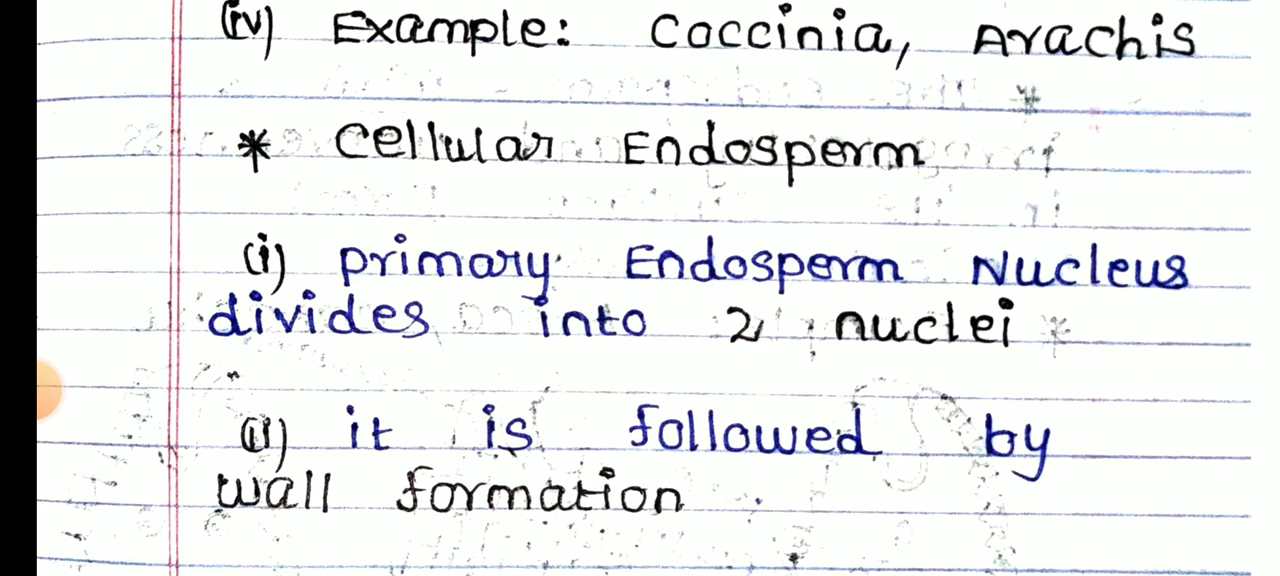 (iv) Example: Coccinia, Arachis
* Cellular Endosperm
(i) primary Endosperm Nucleus
divides into 2 nuclei
(ii) it is followed by
wall formation